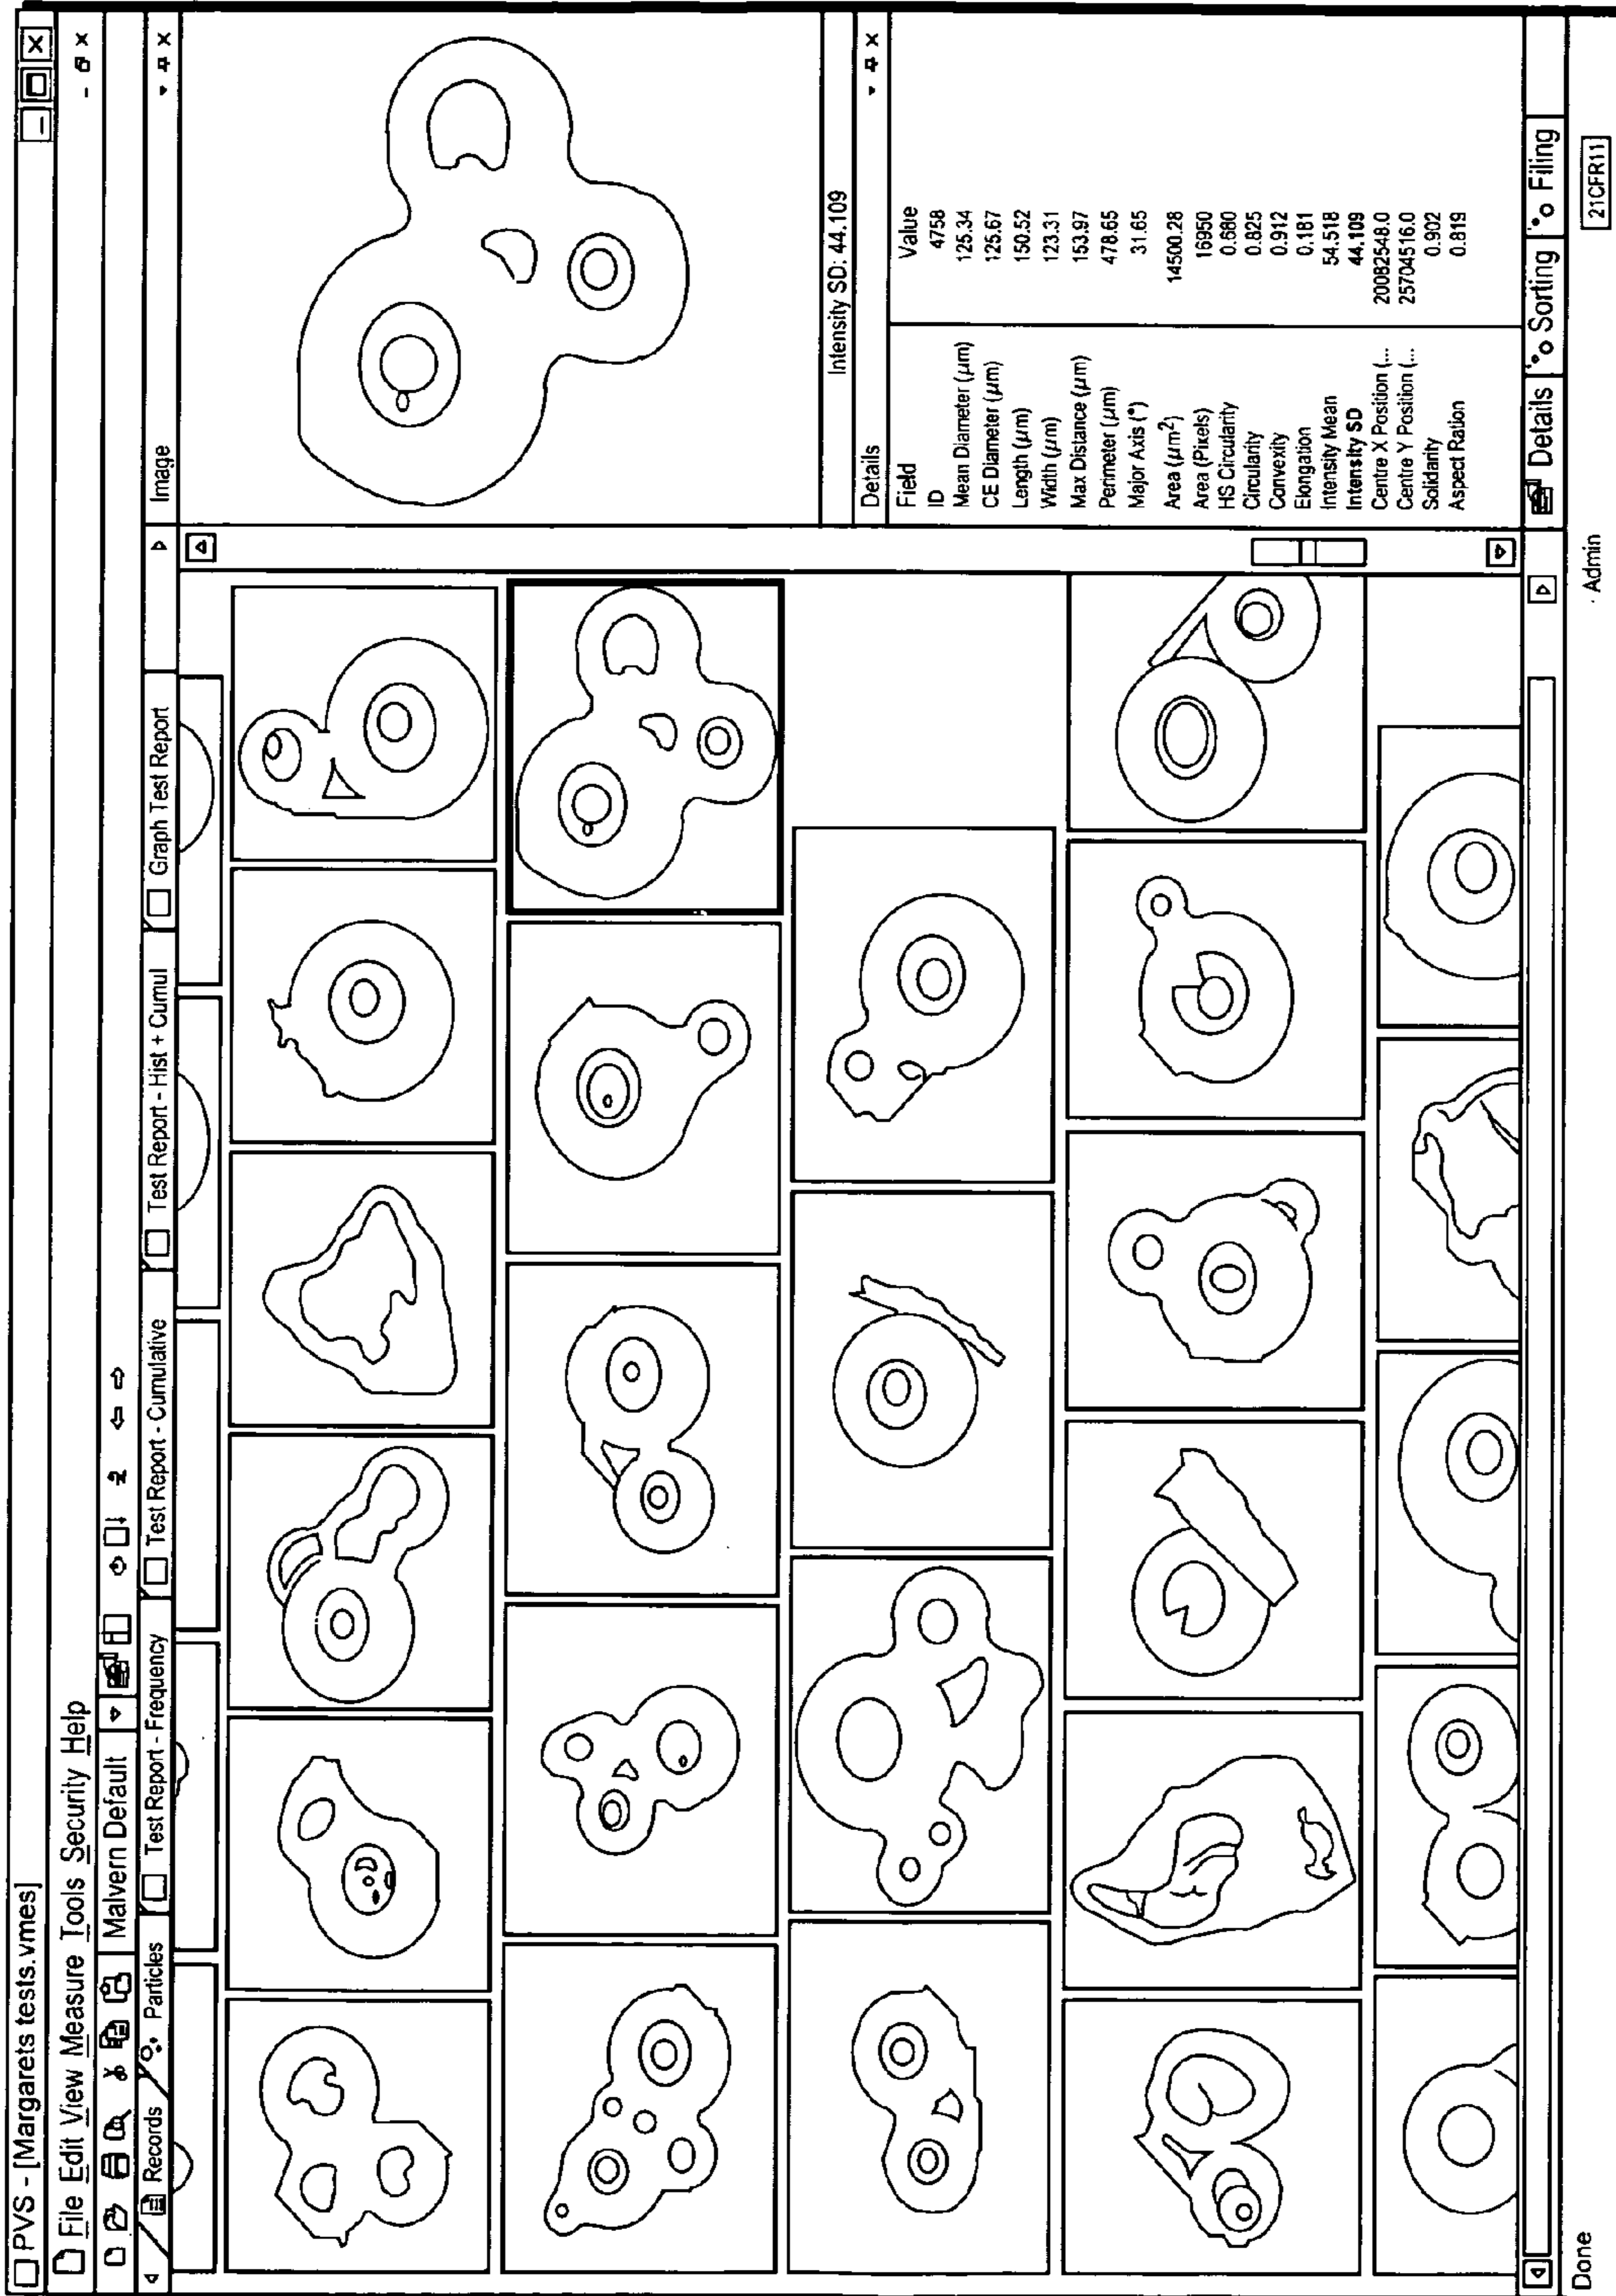 PVS - [Margarets tests.vmes]
File Edit View Measure Tools Security Help
Malvern Default
Records Particles Test Report - Frequency Test Report - Cumulative Test Report - Hist + Cumul Graph Test Report
Image
Intensity SD: 44.109
Details
Field Value
ID 4758
Mean Diameter (μm) 125.34
CE Diameter (μm) 125.67
Length (μm) 150.52
Width (μm) 123.31
Max Distance (μm) 153.97
Perimeter (μm) 478.65
Major Axis (°) 31.65
Area (μm²) 14500.28
Area (Pixels) 16950
HS Circularity 0.680
Circularity 0.825
Convexity 0.912
Elongation 0.181
Intensity Mean 54.518
Intensity SD 44.109
Centre X Position (... 20082548.0
Centre Y Position (... 25704516.0
Solidarity 0.902
Aspect Ration 0.819
Details Sorting Filing
Done Admin 21CFR11